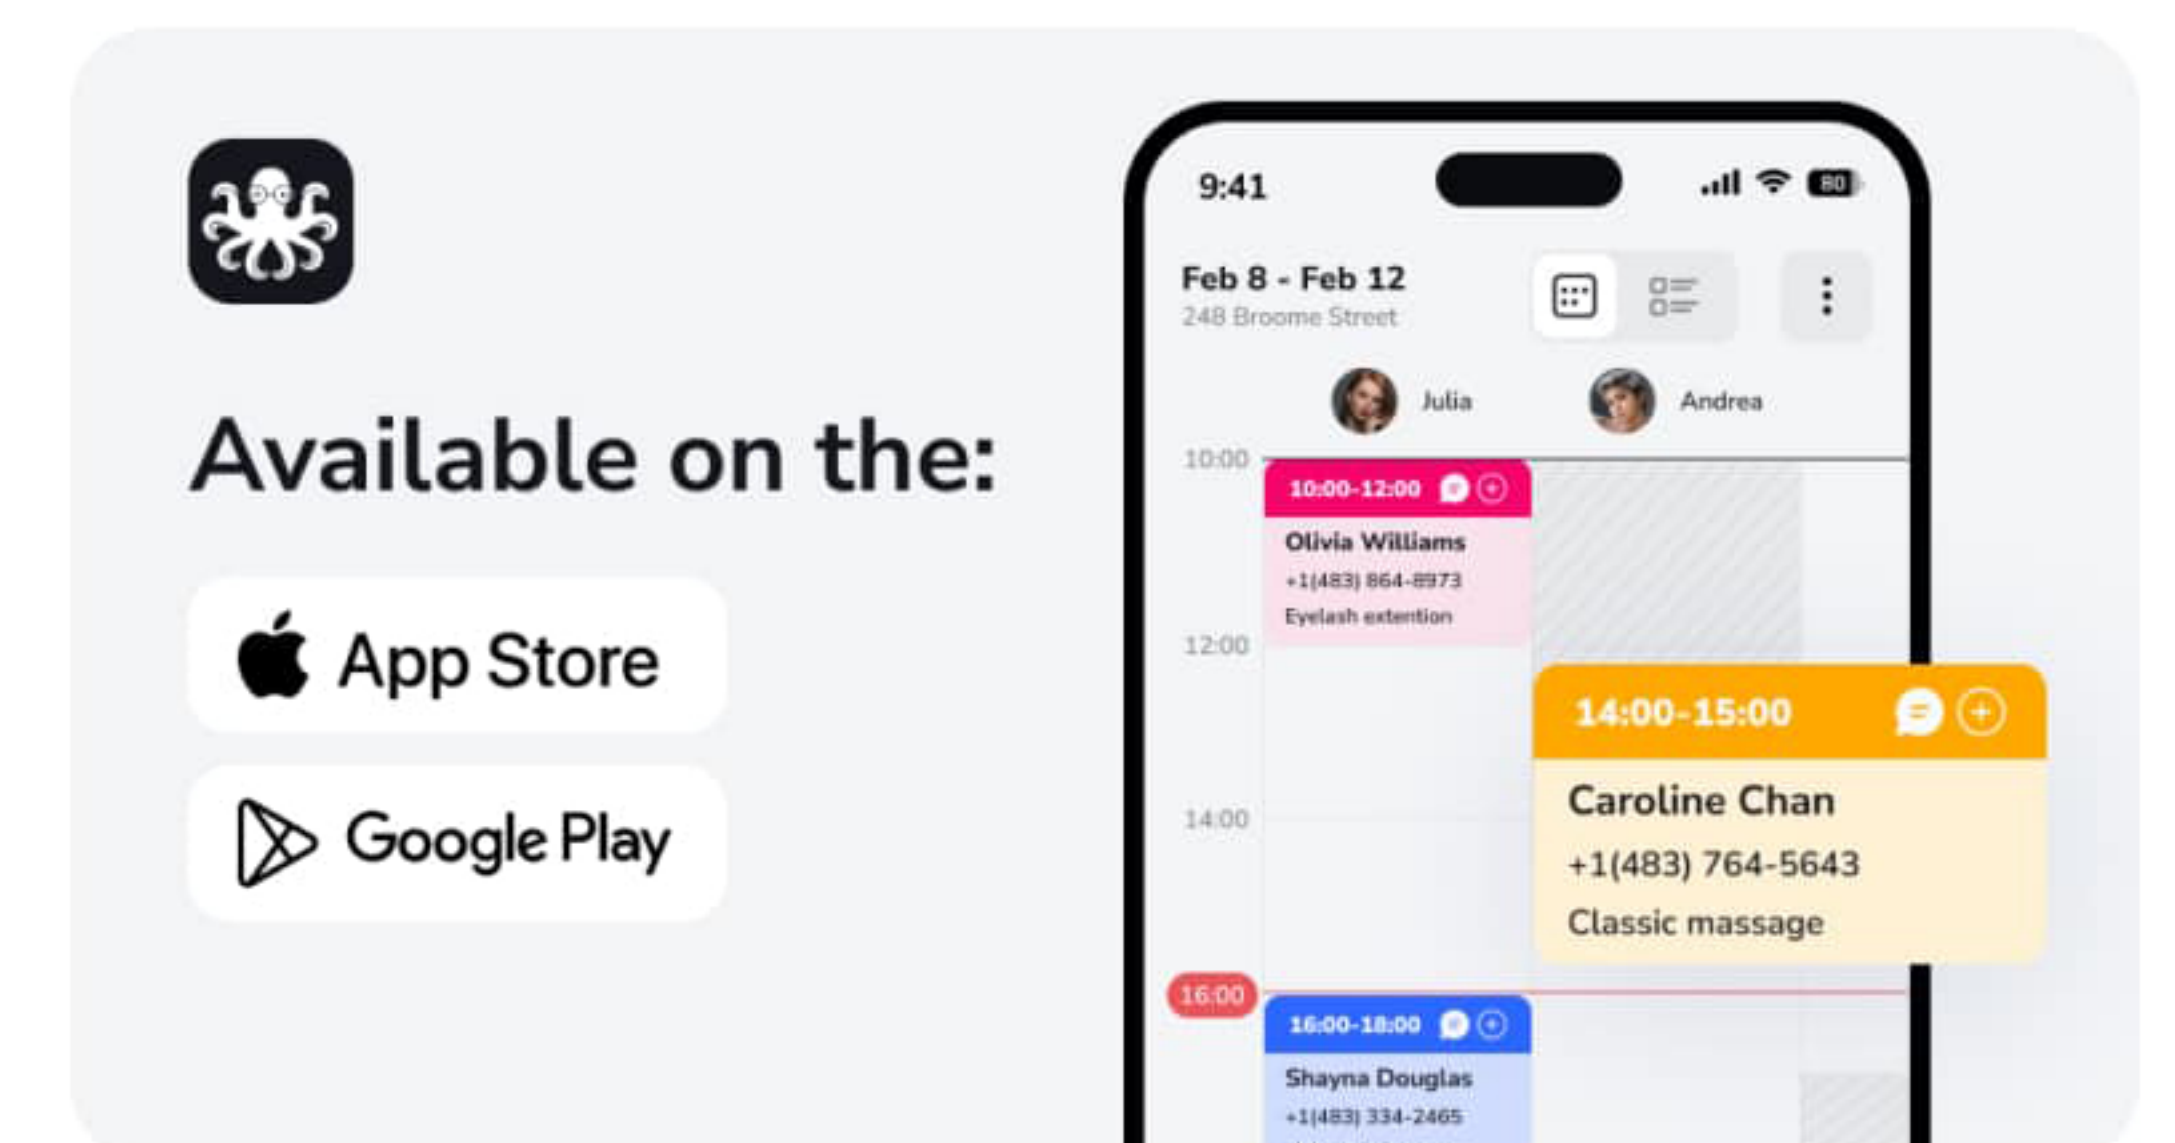 Available on the:
App Store
Google Play
9:41
80
Feb 8 - Feb 12
248 Broome Street
Julia
Andrea
10:00
10:00-12:00
Olivia Williams
+1(483) 864-8973
Eyelash extention
12:00
14:00-15:00
Caroline Chan
+1(483) 764-5643
Classic massage
14:00
16:00
16:00-18:00
Shayna Douglas
+1(483) 334-2465